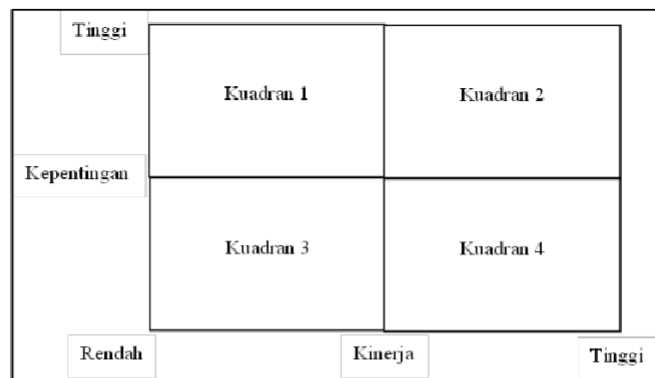 Tinggi
Kuadran 1
Kuadran 2
Kepentingan
Kuadran 3
Kuadran 4
Rendah
Kinerja
Tinggi